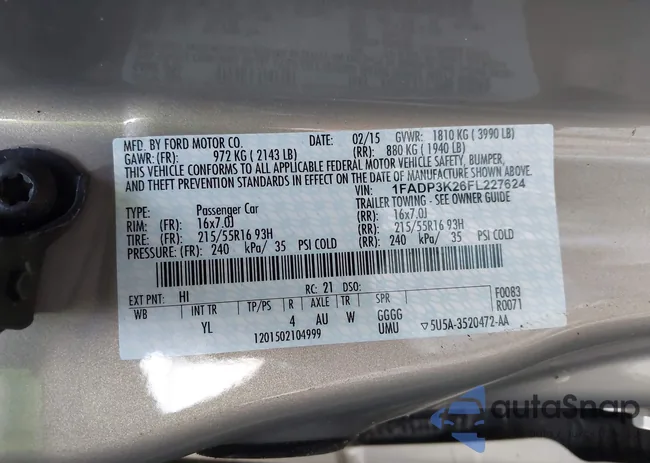 MFD. BY FORD MOTOR CO. DATE: 02/15 GVWR: 1810 KG ( 3990 LB)
GAWR: (FR): 972 KG ( 2143 LB) (RR): 880 KG ( 1940 LB)
THIS VEHICLE CONFORMS TO ALL APPLICABLE FEDERAL MOTOR VEHICLE SAFETY, BUMPER,
AND THEFT PREVENTION STANDARDS IN EFFECT ON THE DATE OF MANUFACTURE SHOWN ABOVE.
VIN: 1FADP3K26FL227624
TYPE: Passenger Car TRAILER TOWING - SEE OWNER GUIDE
RIM: (FR): 16x7.0J (RR): 16x7.0J
TIRE: (FR): 215/55R16 93H (RR): 215/55R16 93H
PRESSURE: (FR): 240 kPa/ 35 PSI COLD (RR): 240 kPa/ 35 PSI COLD
RC: 21 DSO:
EXT PNT: HI F0083
WB INT TR TP/PS R AXLE TR SPR R0071
YL 4 AU W GGGG
UMU
1201502104999
5U5A-3520472-AA
autoSnap